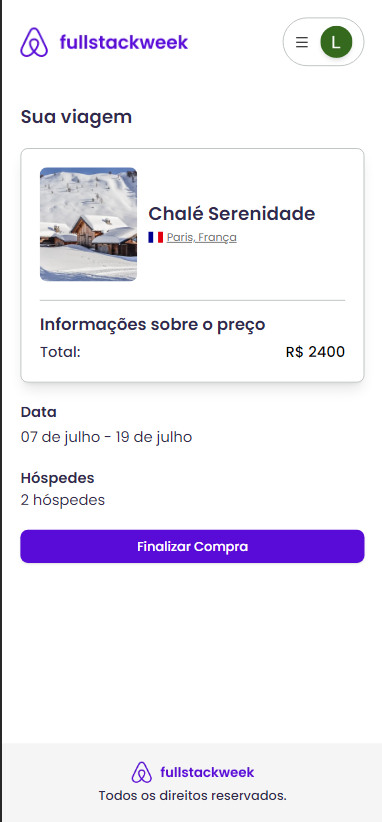 fullstackweek
L
Sua viagem
Chalé Serenidade
Paris, França
Informações sobre o preço
Total: R$ 2400
Data
07 de julho - 19 de julho
Hóspedes
2 hóspedes
Finalizar Compra
fullstackweek
Todos os direitos reservados.